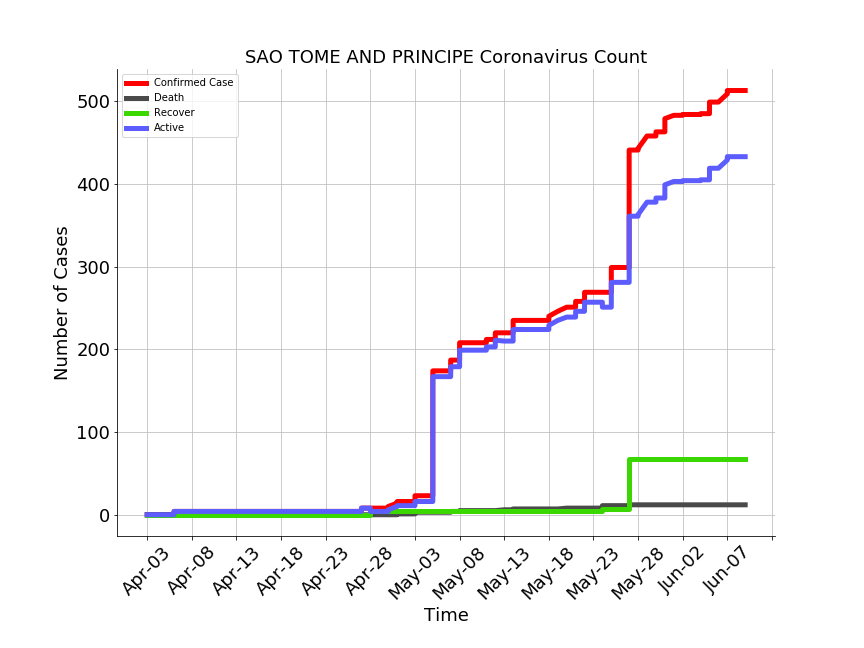 SAO TOME AND PRINCIPE Coronavirus Count
Confirmed Case
Death
Recover
Active
Number of Cases
500
400
300
200
100
0
Apr-03
Apr-08
Apr-13
Apr-18
Apr-23
Apr-28
May-03
May-08
May-13
May-18
May-23
May-28
Jun-02
Jun-07
Time